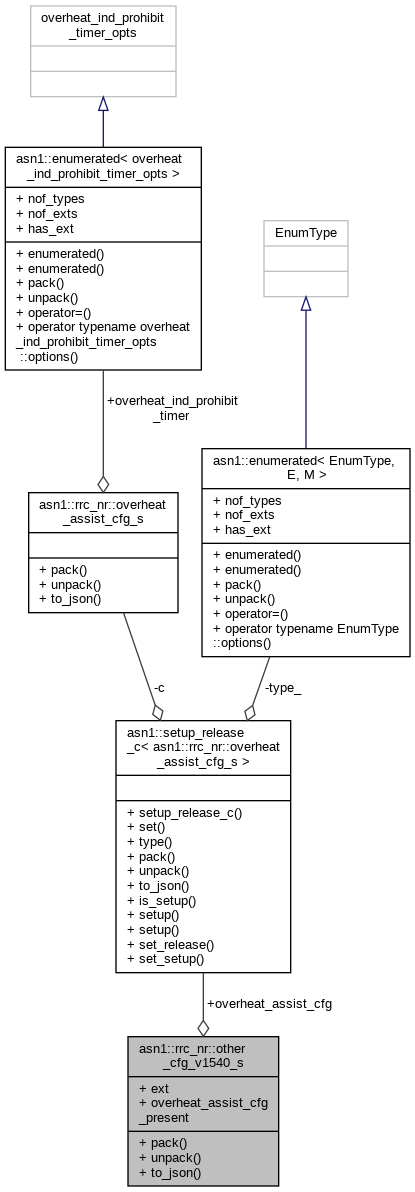 overheat_ind_prohibit
_timer_opts
asn1::enumerated< overheat
_ind_prohibit_timer_opts >
+ nof_types
+ nof_exts
+ has_ext
+ enumerated()
+ enumerated()
+ pack()
+ unpack()
+ operator=()
+ operator typename overheat
_ind_prohibit_timer_opts
::options()
EnumType
+overheat_ind_prohibit
_timer
asn1::enumerated< EnumType,
E, M >
+ nof_types
+ nof_exts
+ has_ext
+ enumerated()
+ enumerated()
+ pack()
+ unpack()
+ operator=()
+ operator typename EnumType
::options()
asn1::rrc_nr::overheat
_assist_cfg_s
+ pack()
+ unpack()
+ to_json()
-c
-type_
asn1::setup_release
_c< asn1::rrc_nr::overheat
_assist_cfg_s >
+ setup_release_c()
+ set()
+ type()
+ pack()
+ unpack()
+ to_json()
+ is_setup()
+ setup()
+ setup()
+ set_release()
+ set_setup()
+overheat_assist_cfg
asn1::rrc_nr::other
_cfg_v1540_s
+ ext
+ overheat_assist_cfg
_present
+ pack()
+ unpack()
+ to_json()